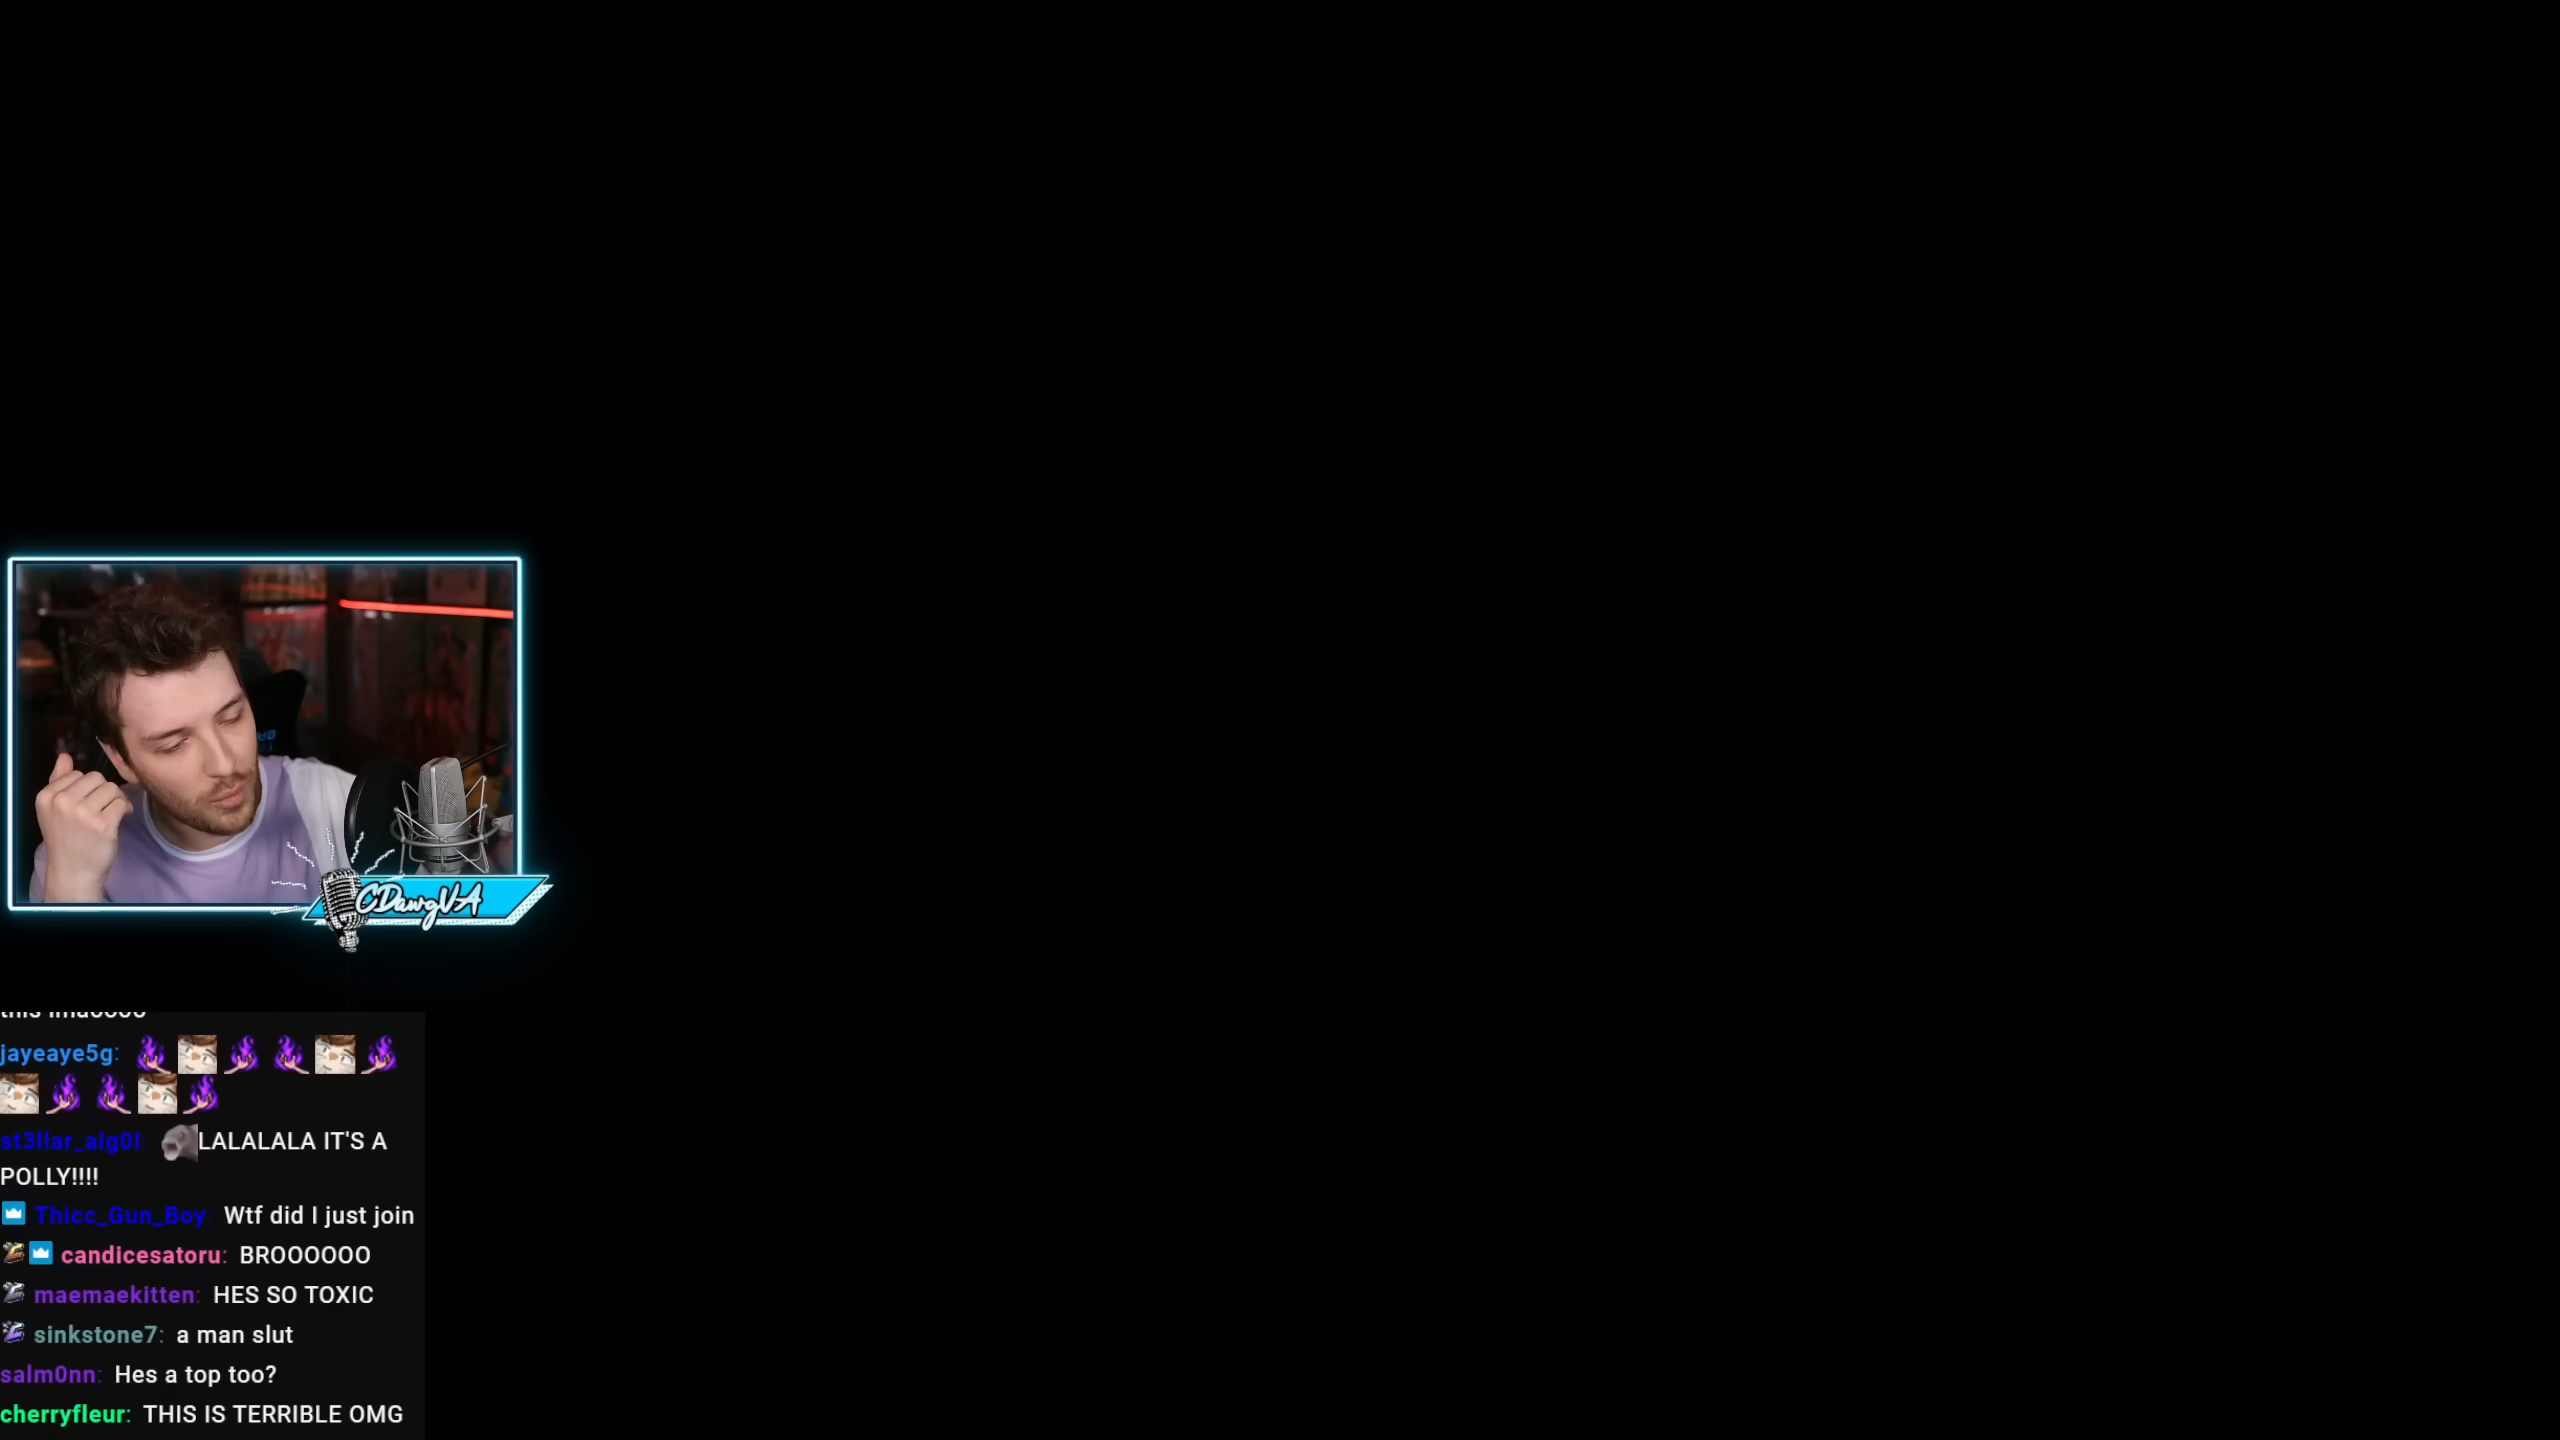 CDawgVA
jayeaye5g:
st3llar_alg0l: LALALALA IT'S A
POLLY!!!!
Thicc_Gun_Boy: Wtf did I just join
candicesatoru: BROOOOOO
maemaekitten: HES SO TOXIC
sinkstone7: a man slut
salm0nn: Hes a top too?
cherryfleur: THIS IS TERRIBLE OMG